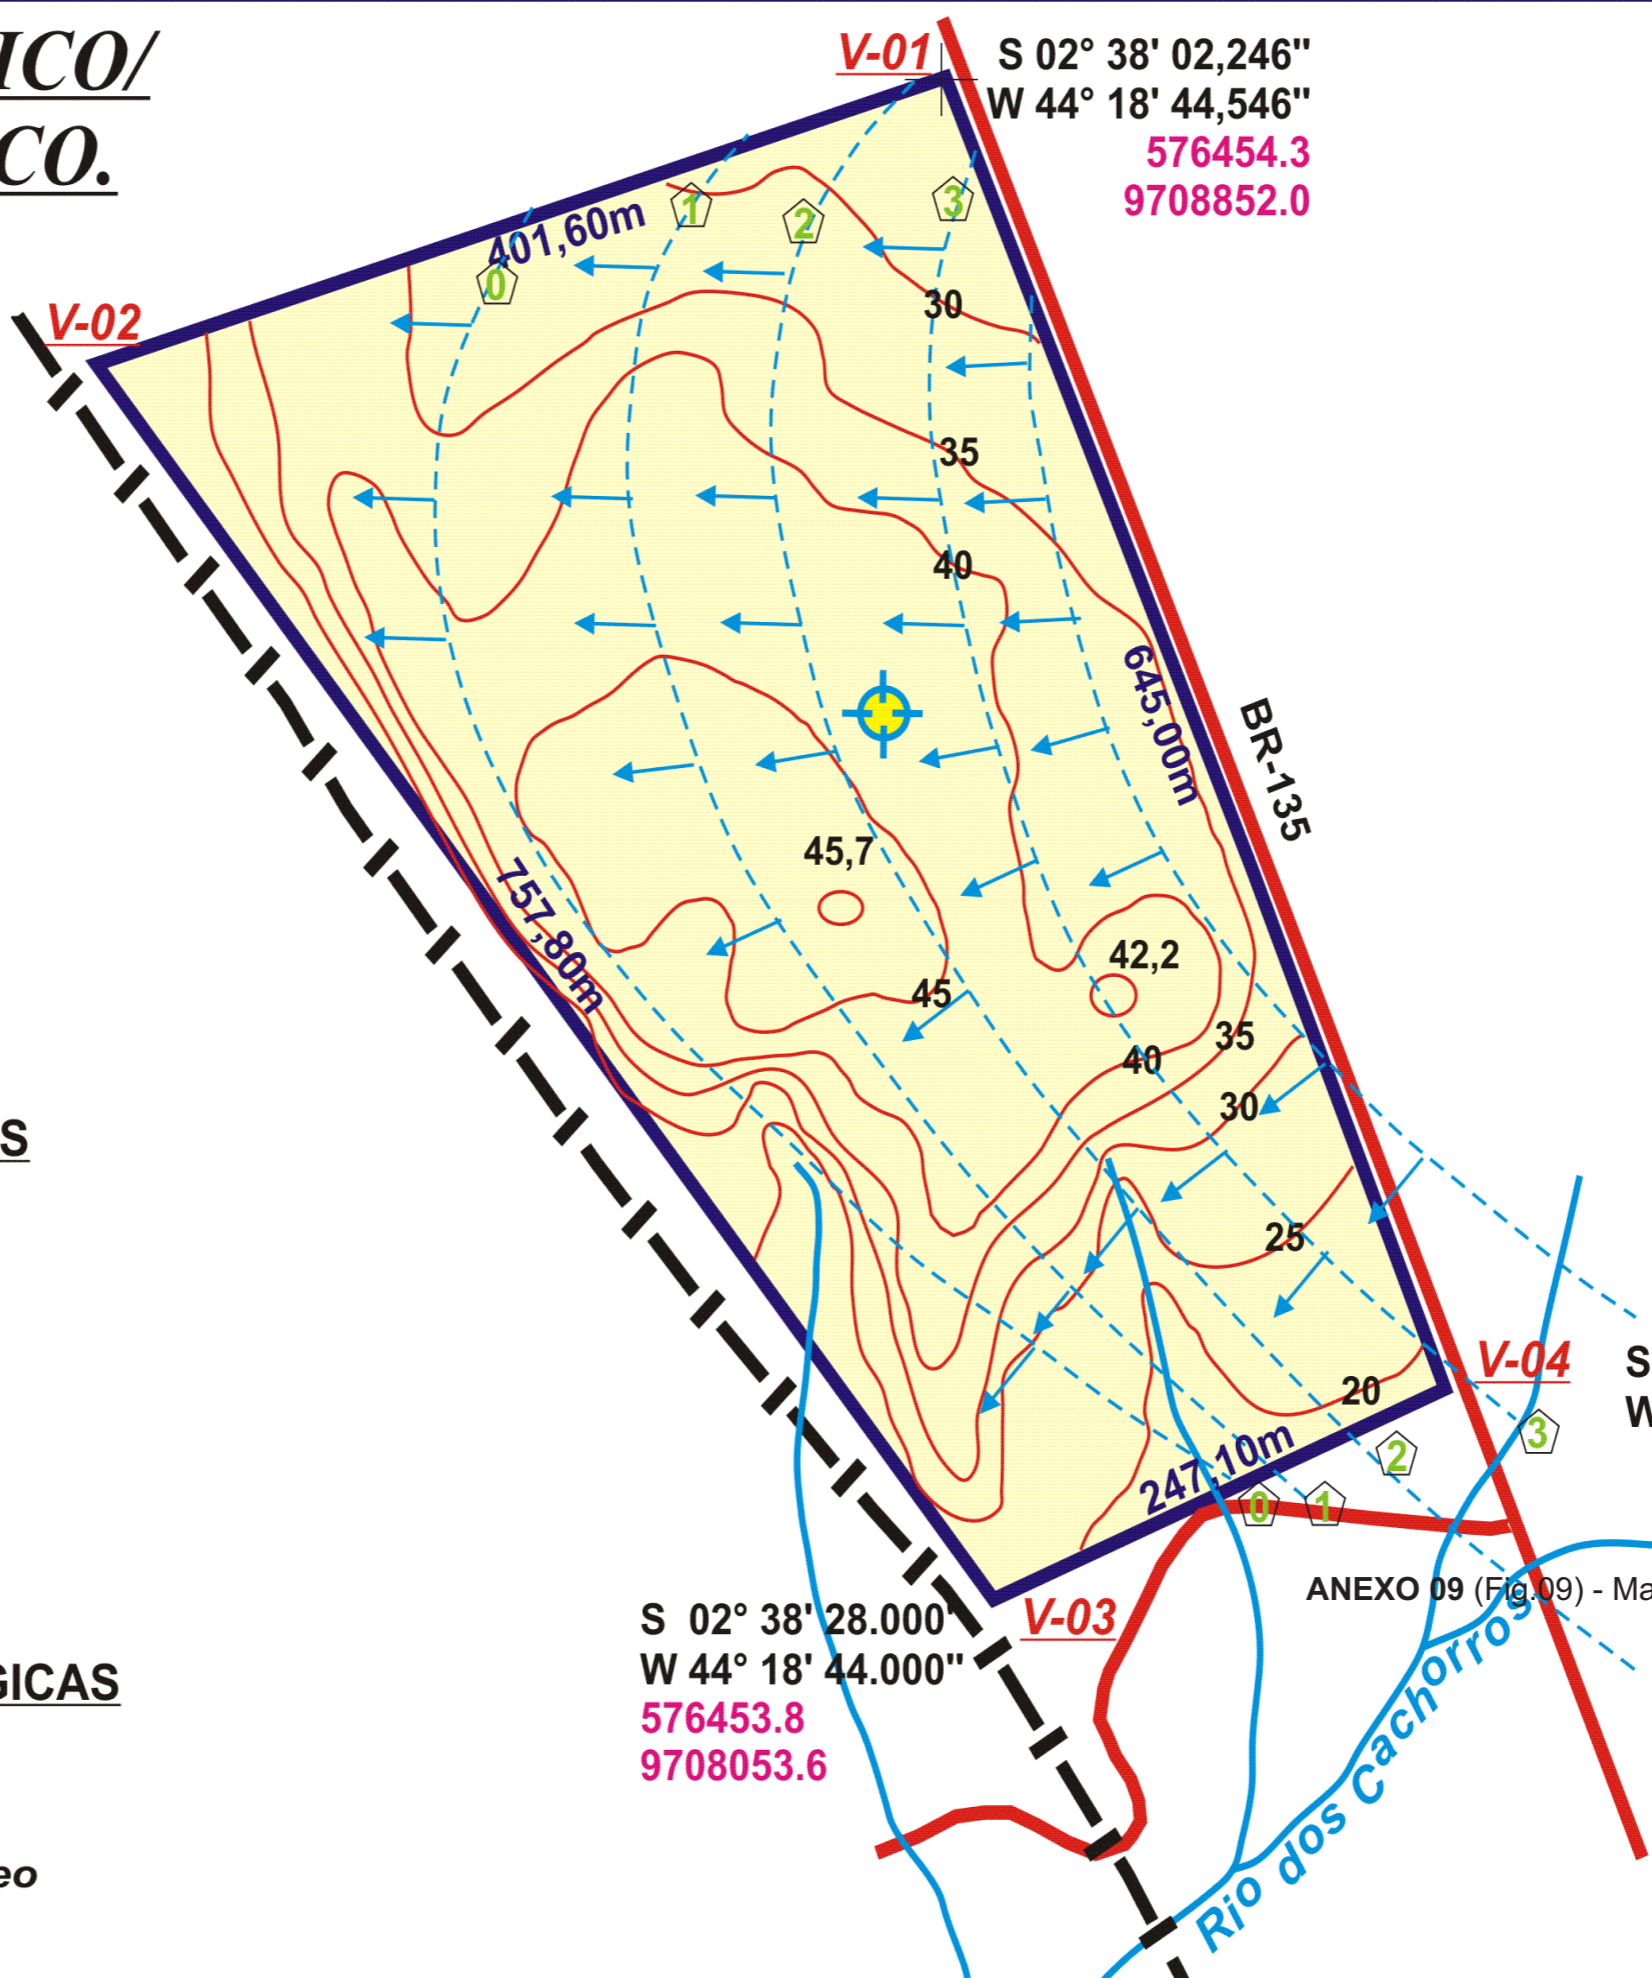 ICO/
CO.
V-01
S 02° 38' 02,246"
W 44° 18' 44,546"
576454.3
9708852.0
1
2
3
401,60m
0
V-02
30
35
40
645,00m
BR-135
45,7
757,80m
42,2
45
35
40
30
S
25
V-04
S
W
20
3
2
247,10m
0
1
ANEXO 09 (Fig.09) - Ma
S 02° 38' 28.000"
W 44° 18' 44.000"
576453.8
9708053.6
V-03
GICAS
Rio dos Cachorros
eo